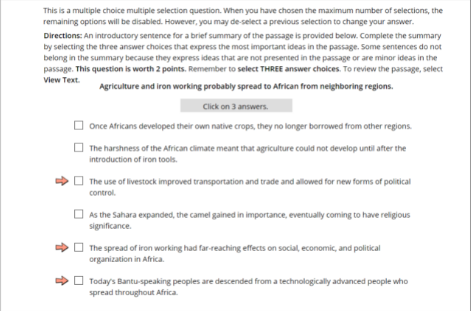 This is a multiple choice multiple selection question. When you have chosen the maximum number of selections, the
remaining options will be disabled. However, you may de-select a previous selection to change your answer.
Directions: An introductory sentence for a brief summary of the passage is provided below. Complete the summary
by selecting the three answer choices that express the most important ideas in the passage. Some sentences do not
belong in the summary because they express ideas that are not presented in the passage or are minor ideas in the
passage. This question is worth 2 points. Remember to select THREE answer choices. To review the passage, select
View Text.
Agriculture and iron working probably spread to African from neighboring regions.
Click on 3 answers.
Once Africans developed their own native crops, they no longer borrowed from other regions.
The harshness of the African climate meant that agriculture could not develop until after the
introduction of iron tools.
The use of livestock improved transportation and trade and allowed for new forms of political
control.
As the Sahara expanded, the camel gained in importance, eventually coming to have religious
significance.
The spread of iron working had far-reaching effects on social, economic, and political
organization in Africa.
Today's Bantu-speaking peoples are descended from a technologically advanced people who
spread throughout Africa.